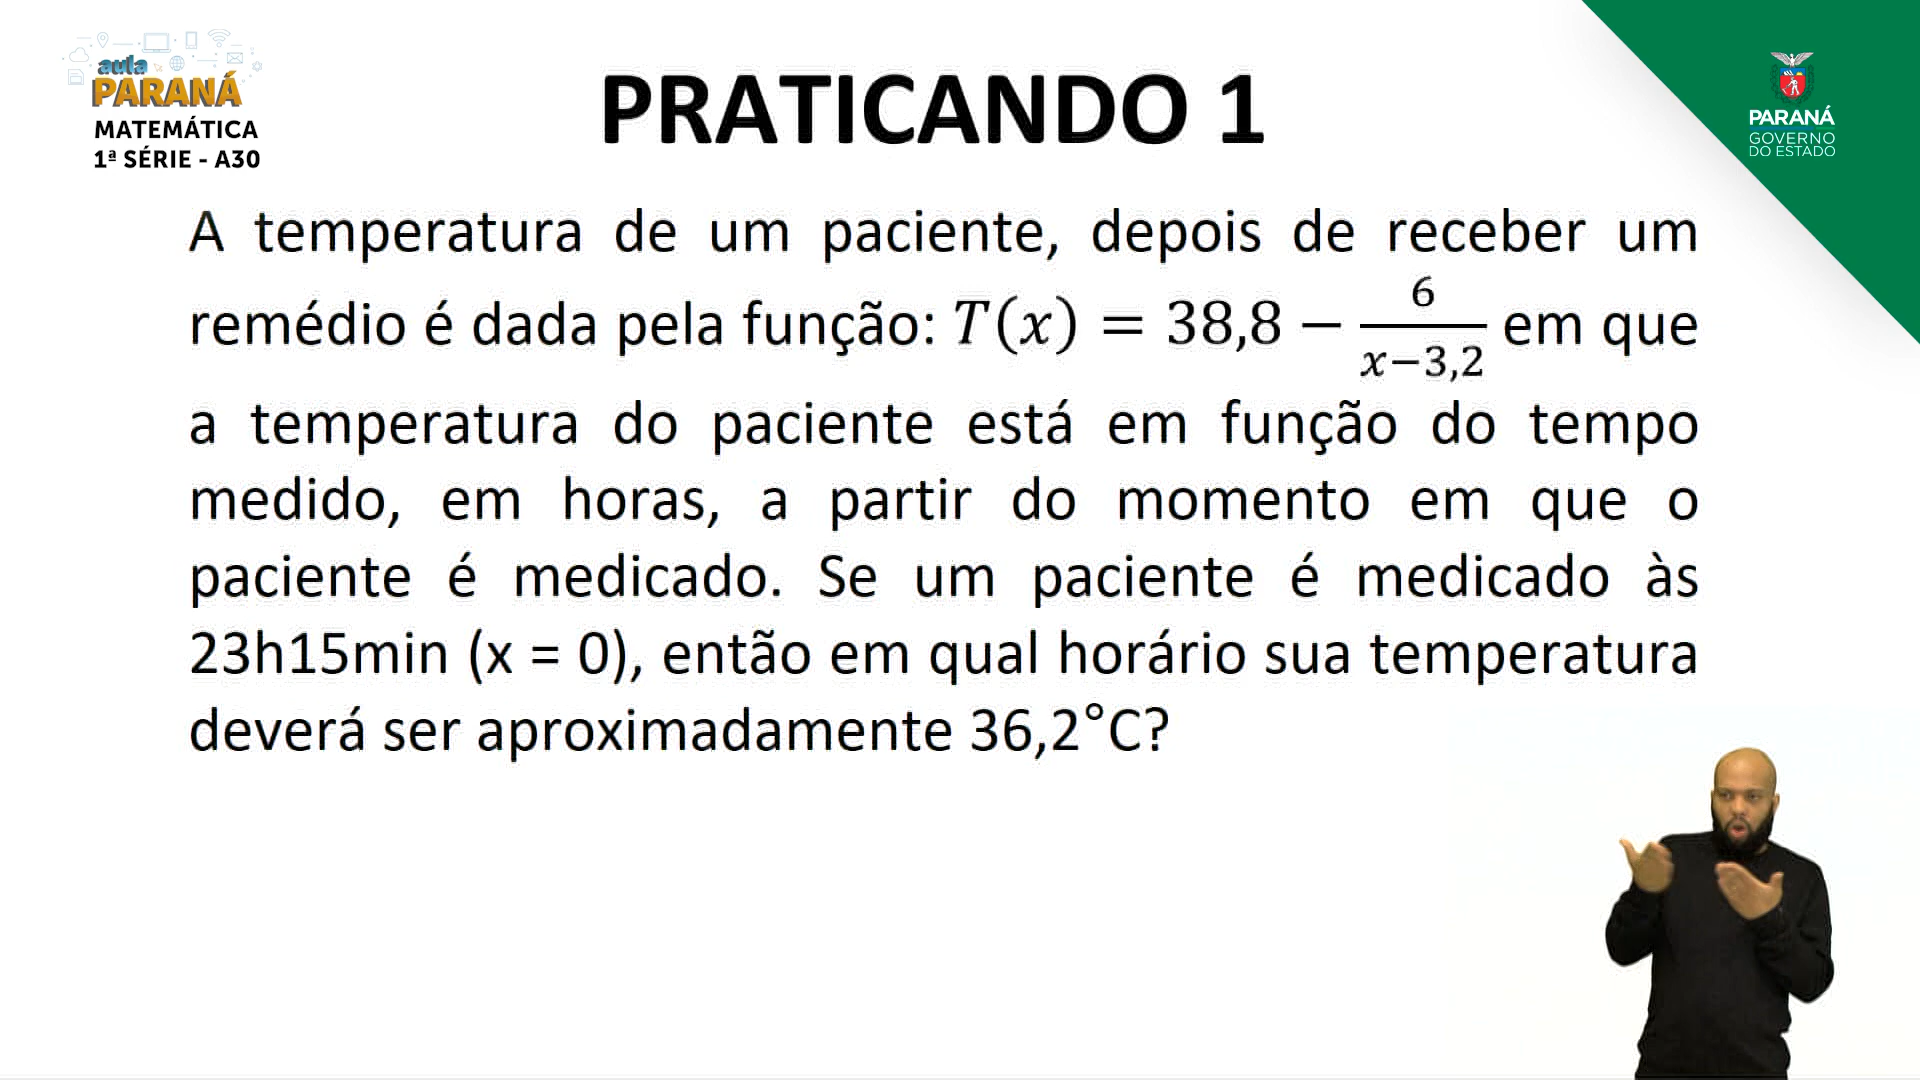 aula
PARANÁ
MATEMÁTICA
1ª SÉRIE - A30
PRATICANDO 1
PARANÁ
GOVERNO
DO ESTADO
A temperatura de um paciente, depois de receber um
remédio é dada pela função: T(x) = 38,8 − 6/(x−3,2) em que
a temperatura do paciente está em função do tempo
medido, em horas, a partir do momento em que o
paciente é medicado. Se um paciente é medicado às
23h15min (x = 0), então em qual horário sua temperatura
deverá ser aproximadamente 36,2°C?